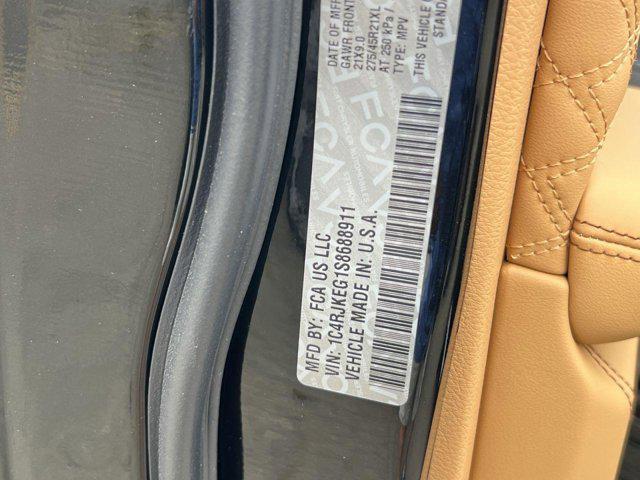 MFD BY: FCA US LLC
DATE OF MFR
GAWR FRONT
21X9.0
275/45R21XL
AT 250 kPa /
TYPE: MPV
VIN: 1C4RJKEG1S8688911
VEHICLE MADE IN: U.S.A.
THIS VEHICLE
STANDA